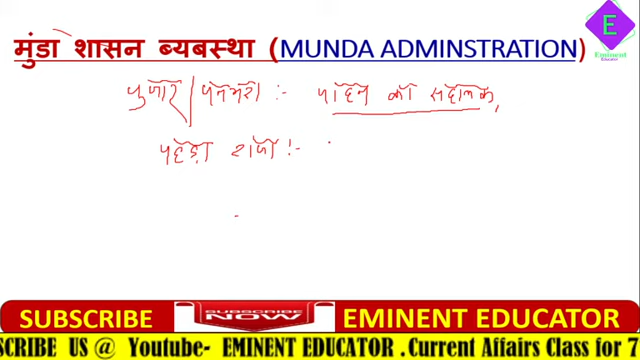 E
Eminent
Educator
मुंडा शासन ब्यबस्था (MUNDA ADMINSTRATION)
पुजार/पनभरा :- पाहन का सहायक,
पड़हा राजा :-
SUBSCRIBE SUBSCRIBE NOW EMINENT EDUCATOR
SCRIBE US @ Youtube- EMINENT EDUCATOR .Current Affairs Class for 7